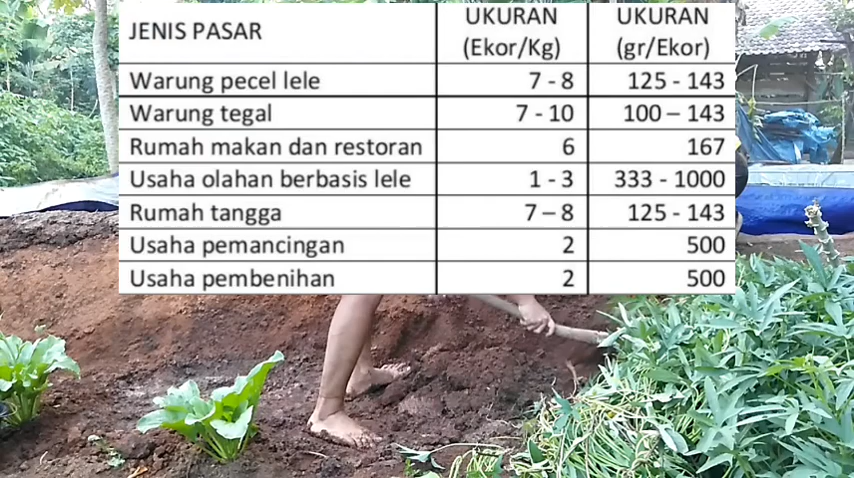 JENIS PASAR UKURAN (Ekor/Kg) UKURAN (gr/Ekor)
Warung pecel lele 7 - 8 125 - 143
Warung tegal 7 - 10 100 – 143
Rumah makan dan restoran 6 167
Usaha olahan berbasis lele 1 - 3 333 - 1000
Rumah tangga 7 – 8 125 - 143
Usaha pemancingan 2 500
Usaha pembenihan 2 500